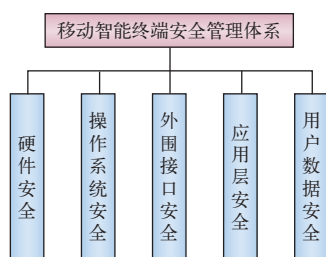 移动智能终端安全管理体系
硬件安全
操作系统安全
外围接口安全
应用层安全
用户数据安全